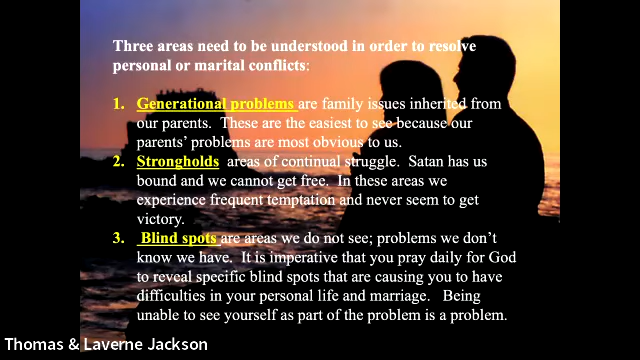 Three areas need to be understood in order to resolve
personal or marital conflicts:
1. Generational problems are family issues inherited from
our parents. These are the easiest to see because our
parents' problems are most obvious to us.
2. Strongholds areas of continual struggle. Satan has us
bound and we cannot get free. In these areas we
experience frequent temptation and never seem to get
victory.
3. Blind spots are areas we do not see; problems we don't
know we have. It is imperative that you pray daily for God
to reveal specific blind spots that are causing you to have
difficulties in your personal life and marriage. Being
unable to see yourself as part of the problem is a problem.
Thomas & Laverne Jackson